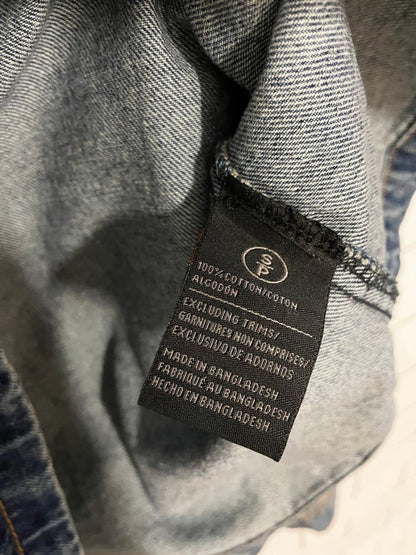 S/P
100% COTTON/COTON
ALGODÓN
EXCLUDING TRIMS/
GARNITURES NON COMPRISES/
EXCLUSIVO DE ADORNOS
MADE IN BANGLADESH
FABRIQUÉ AU BANGLADESH
HECHO EN BANGLADESH